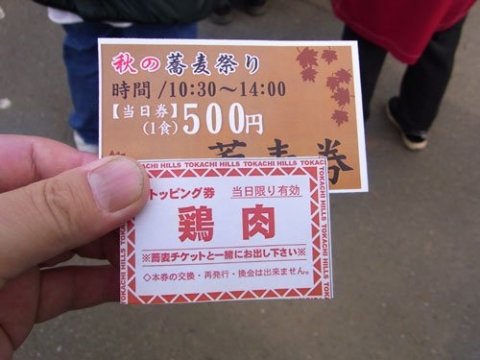 秋の蕎麦祭り
時間/10:30～14:00
【当日券】
(1食)500円
蕎麦券
TOKACHI HILLS TOKACHI HILLS TOKACHI HILLS
トッピング券 当日限り有効
鶏肉
※蕎麦チケットと一緒にお出し下さい※
◇本券の交換・再発行・換金は出来ません。